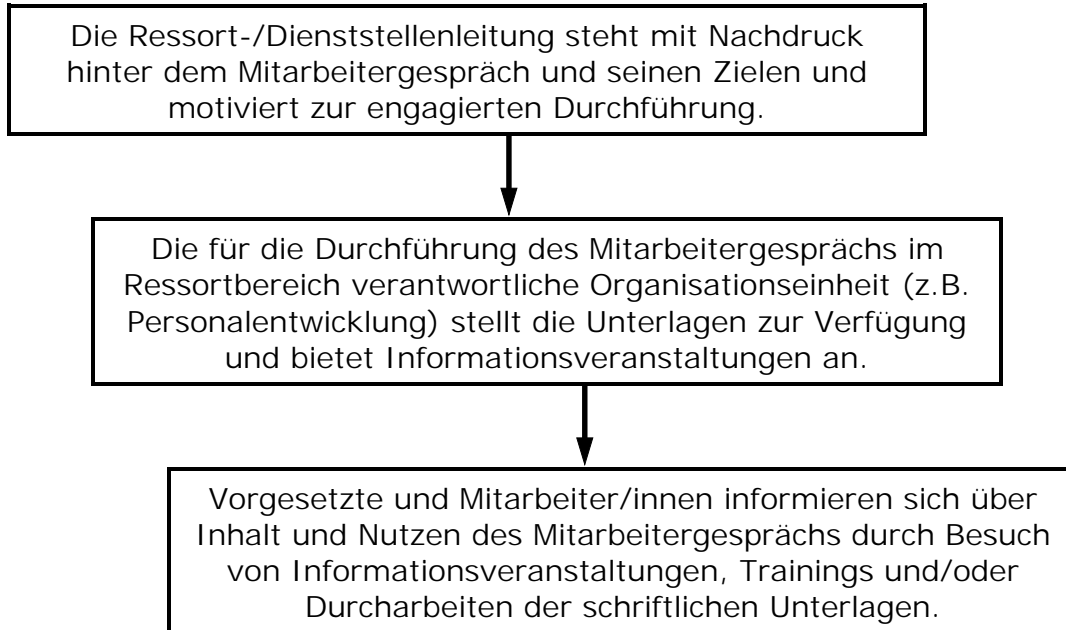 Die Ressort-/Dienststellenleitung steht mit Nachdruck
hinter dem Mitarbeitergespräch und seinen Zielen und
motiviert zur engagierten Durchführung.
Die für die Durchführung des Mitarbeitergesprächs im
Ressortbereich verantwortliche Organisationseinheit (z.B.
Personalentwicklung) stellt die Unterlagen zur Verfügung
und bietet Informationsveranstaltungen an.
Vorgesetzte und Mitarbeiter/innen informieren sich über
Inhalt und Nutzen des Mitarbeitergesprächs durch Besuch
von Informationsveranstaltungen, Trainings und/oder
Durcharbeiten der schriftlichen Unterlagen.